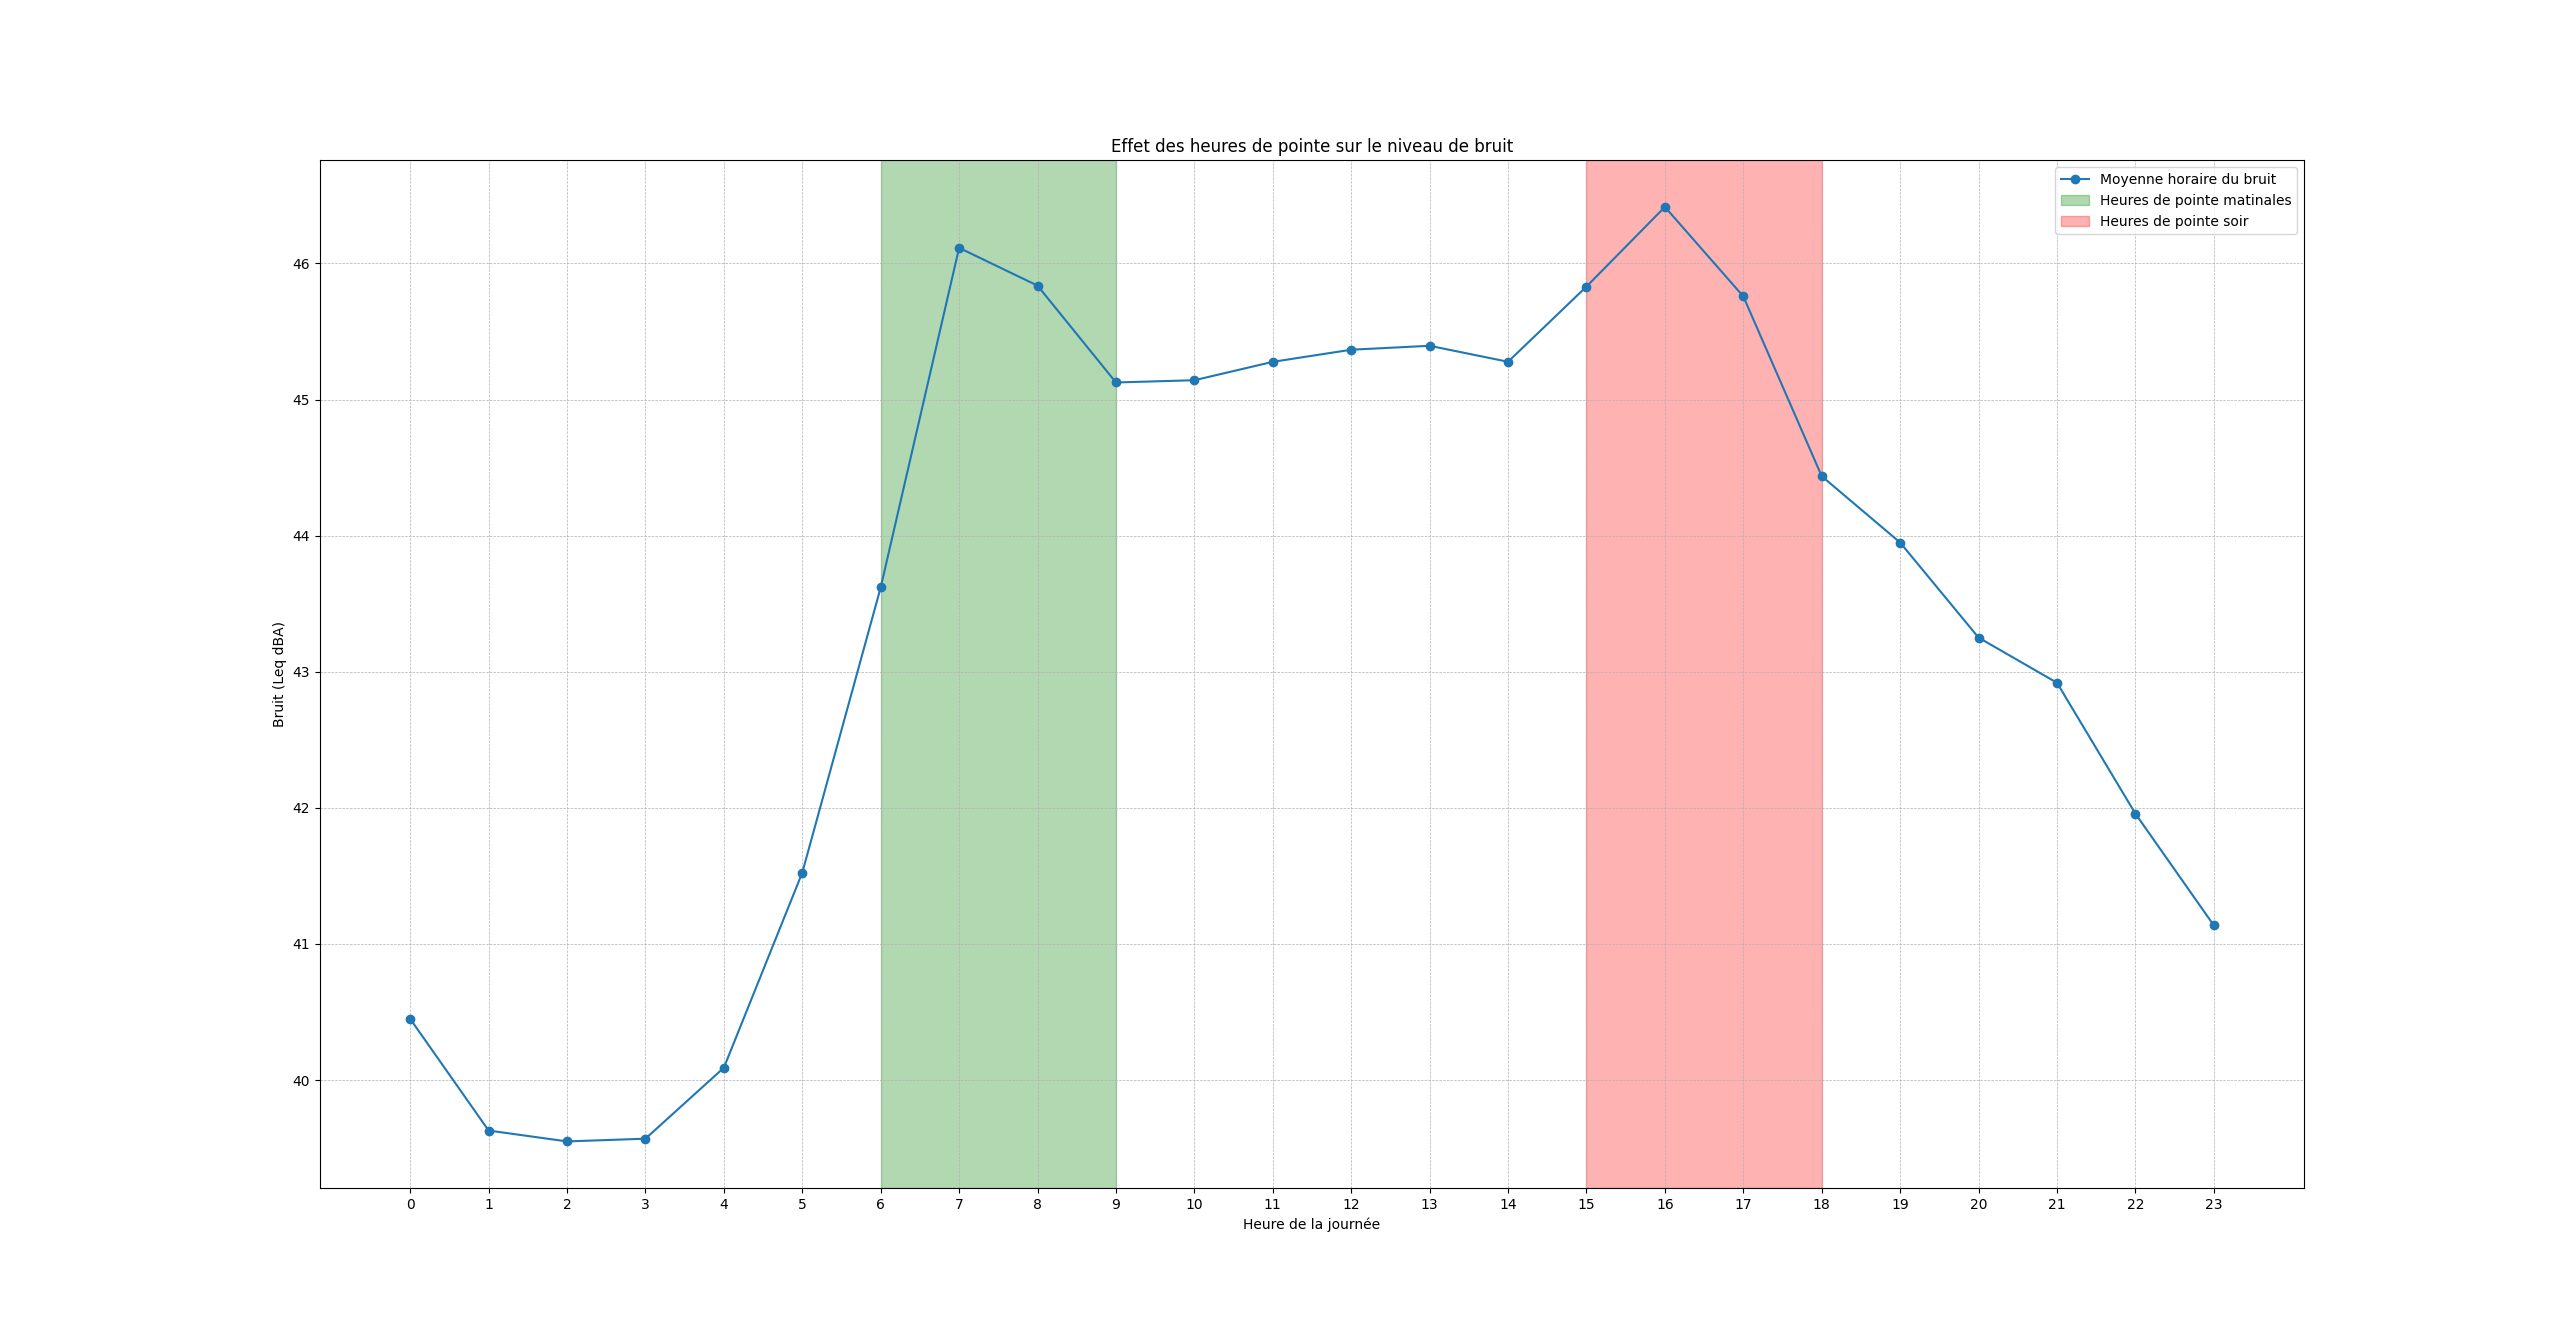 Effet des heures de pointe sur le niveau de bruit
Moyenne horaire du bruit
Heures de pointe matinales
Heures de pointe soir
46
45
44
43
42
41
40
Bruit (Leq dBA)
0 1 2 3 4 5 6 7 8 9 10 11 12 13 14 15 16 17 18 19 20 21 22 23
Heure de la journée